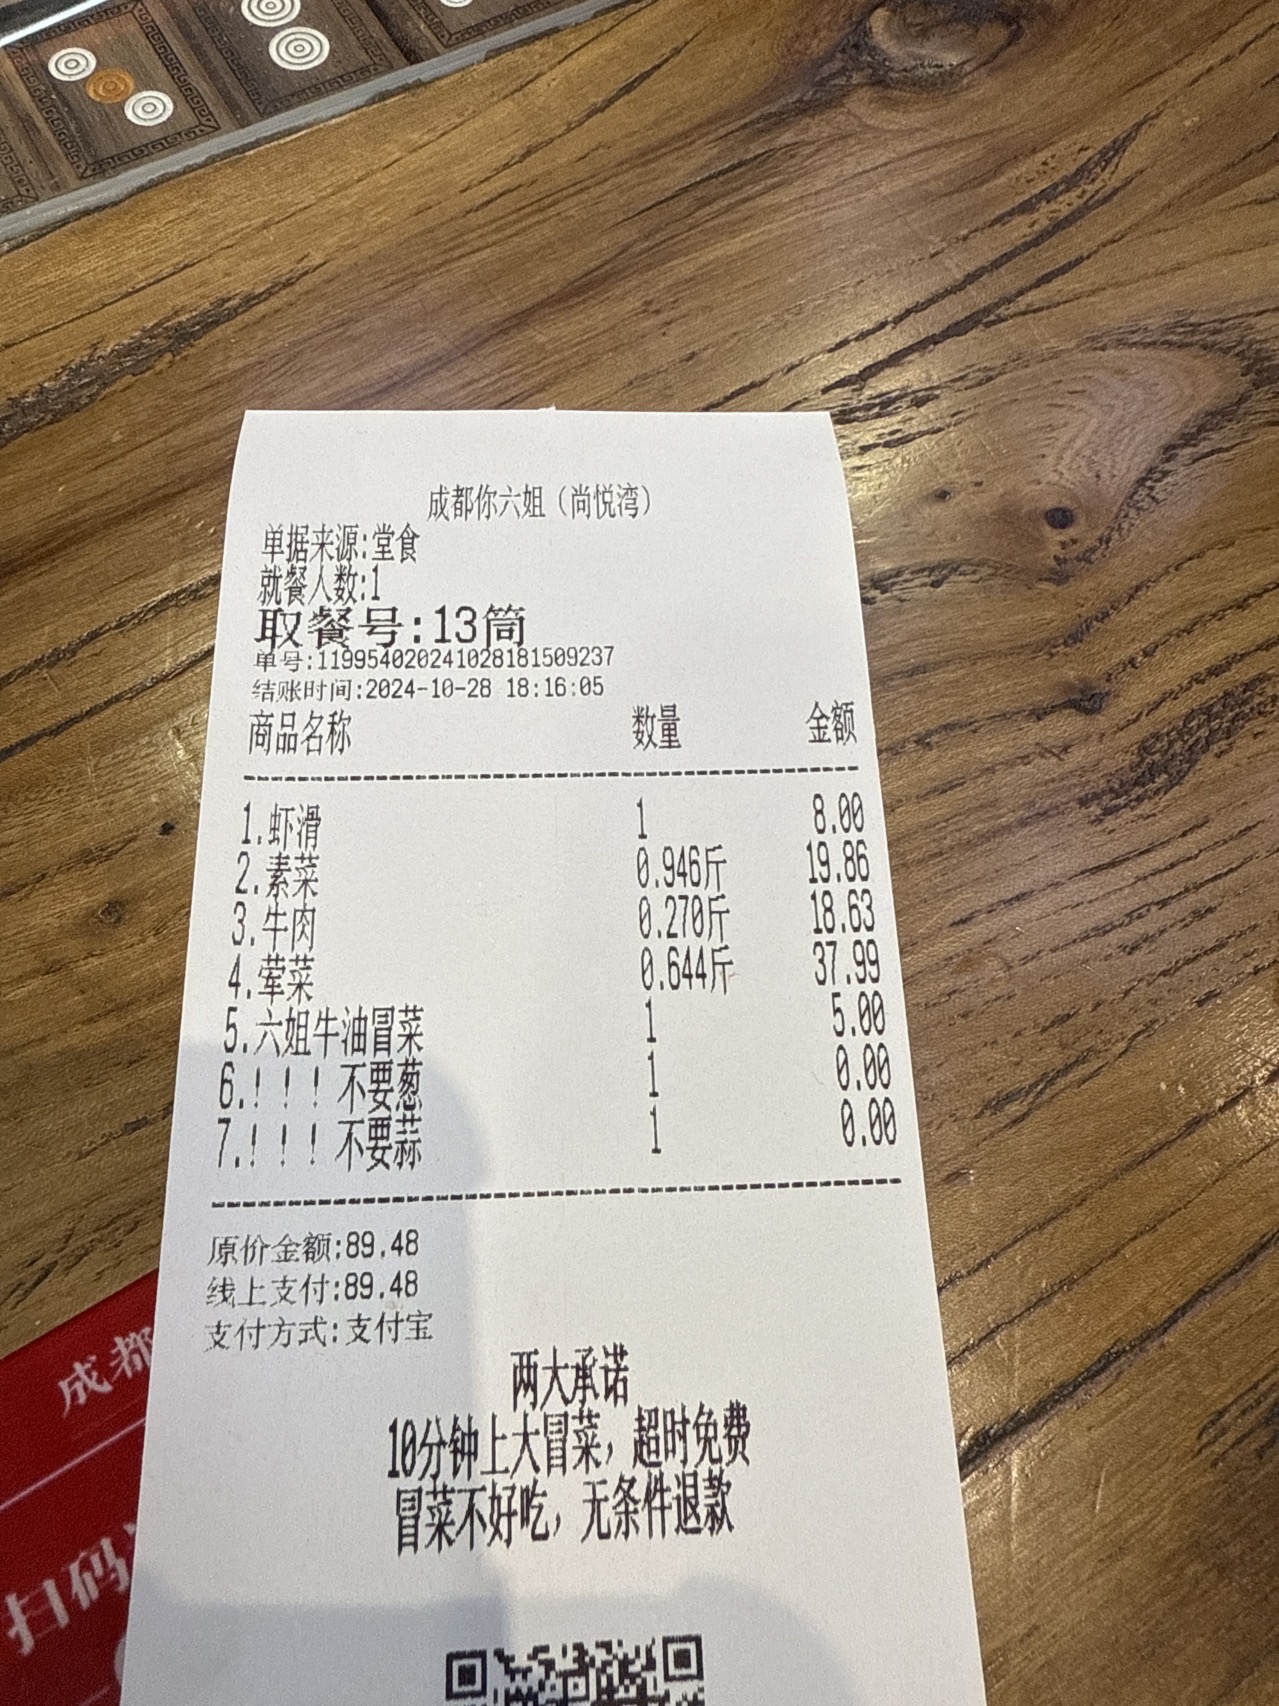 成都你六姐（尚悦湾）
单据来源:堂食
就餐人数:1
取餐号:13筒
单号:119954020241028181509237
结账时间:2024-10-28 18:16:05
商品名称 数量 金额
1.虾滑 1 8.00
2.素菜 0.946斤 19.86
3.牛肉 0.270斤 18.63
4.荤菜 0.644斤 37.99
5.六姐牛油冒菜 1 5.00
6.！！！不要葱 1 0.00
7.！！！不要蒜 1 0.00
原价金额:89.48
线上支付:89.48
支付方式:支付宝
两大承诺
10分钟上大冒菜，超时免费
冒菜不好吃，无条件退款
成都
扫码